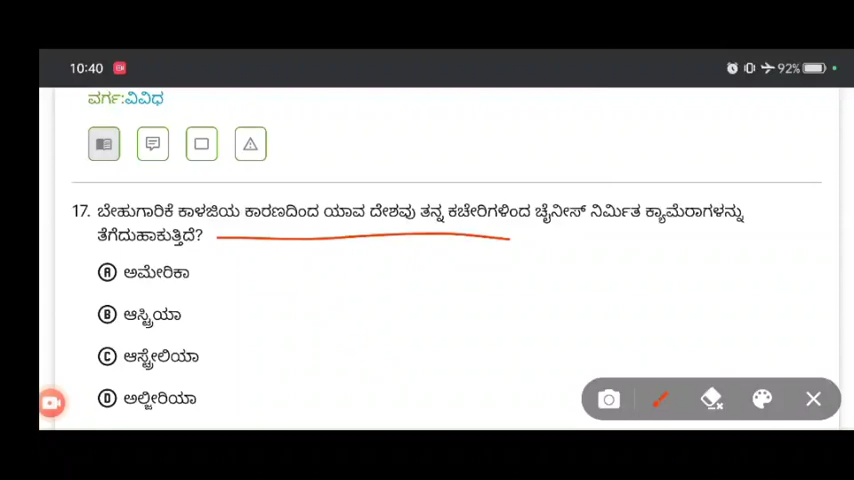 10:40
92%
ವರ್ಗ:ವಿವಿಧ
17. ಬೇಹುಗಾರಿಕೆ ಕಾಳಜಿಯ ಕಾರಣದಿಂದ ಯಾವ ದೇಶವು ತನ್ನ ಕಚೇರಿಗಳಿಂದ ಚೈನೀಸ್ ನಿರ್ಮಿತ ಕ್ಯಾಮೆರಾಗಳನ್ನು
ತೆಗೆದುಹಾಕುತ್ತಿದೆ?
A ಅಮೇರಿಕಾ
B ಆಸ್ಟ್ರಿಯಾ
C ಆಸ್ಟ್ರೇಲಿಯಾ
D ಅಲ್ಜೀರಿಯಾ